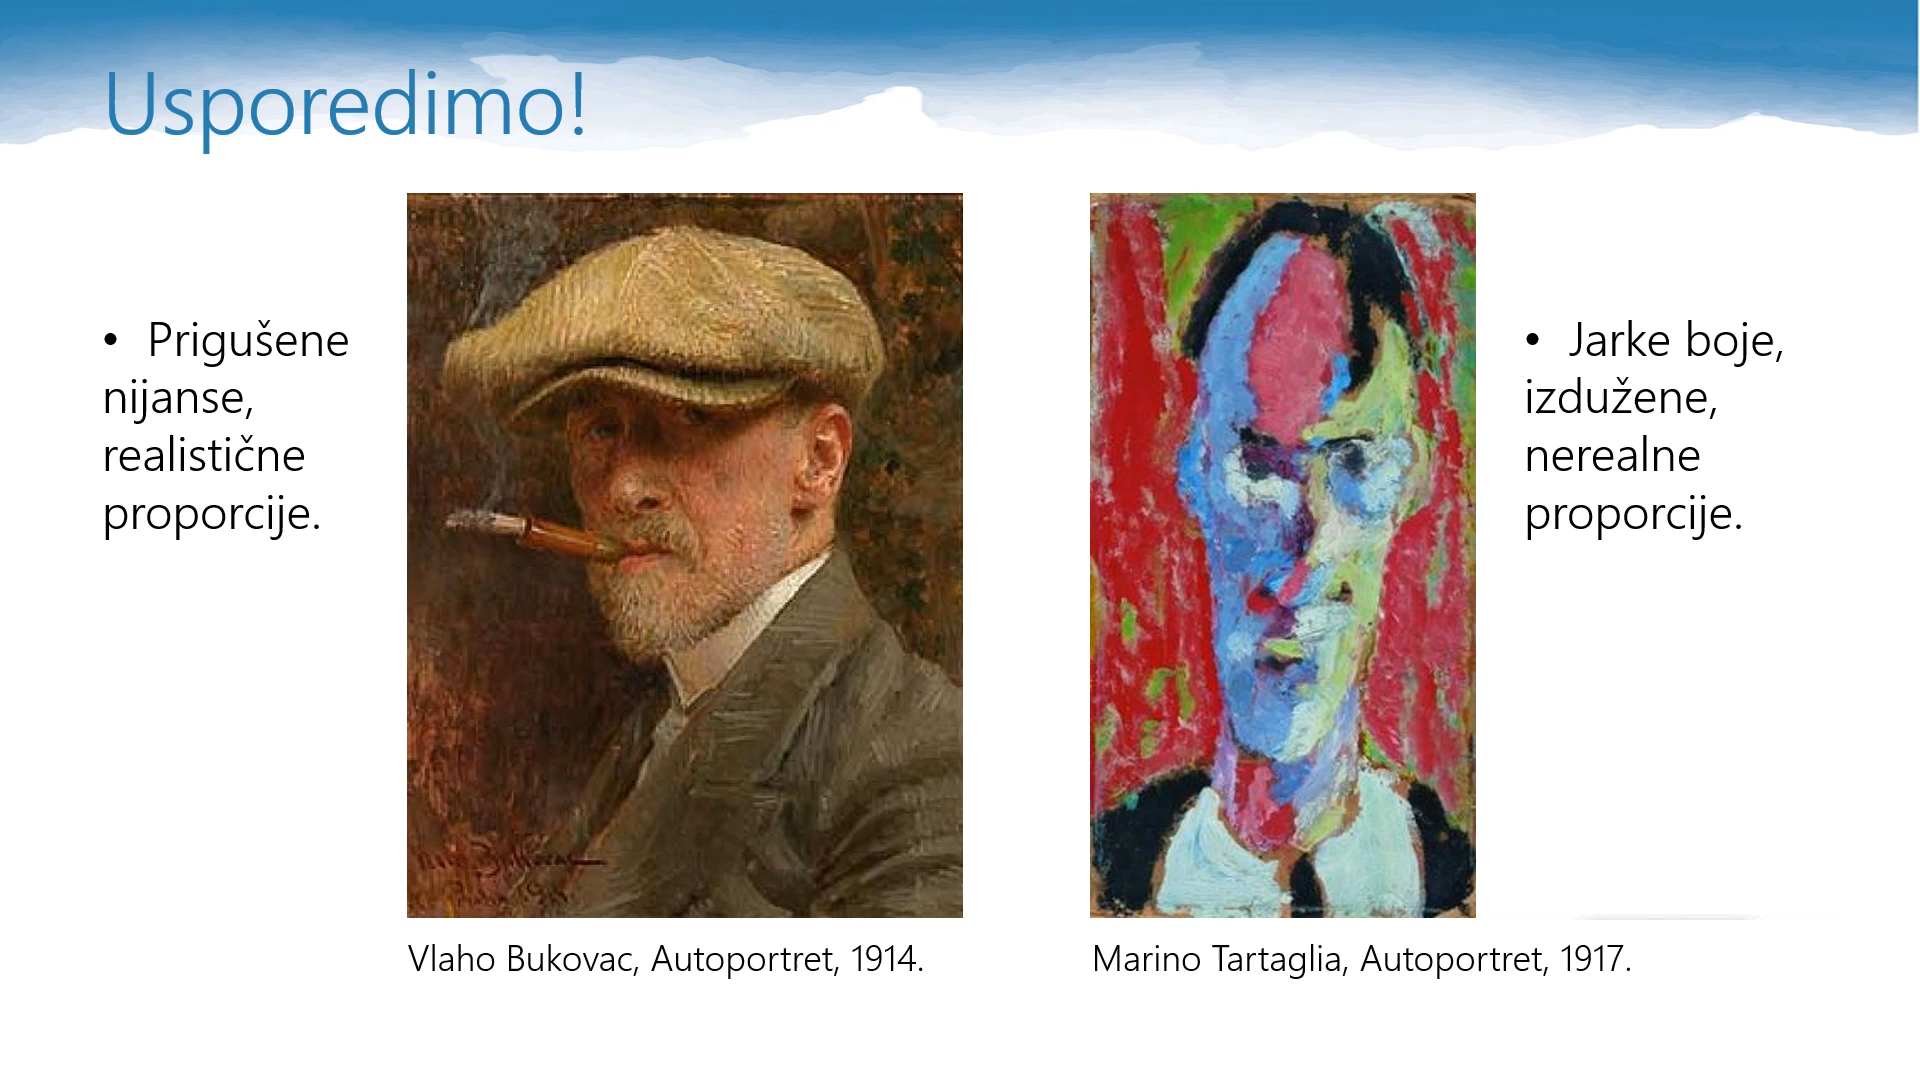 Usporedimo!
• Prigušene
nijanse,
realistične
proporcije.
• Jarke boje,
izdužene,
nerealne
proporcije.
Vlaho Bukovac, Autoportret, 1914.
Marino Tartaglia, Autoportret, 1917.